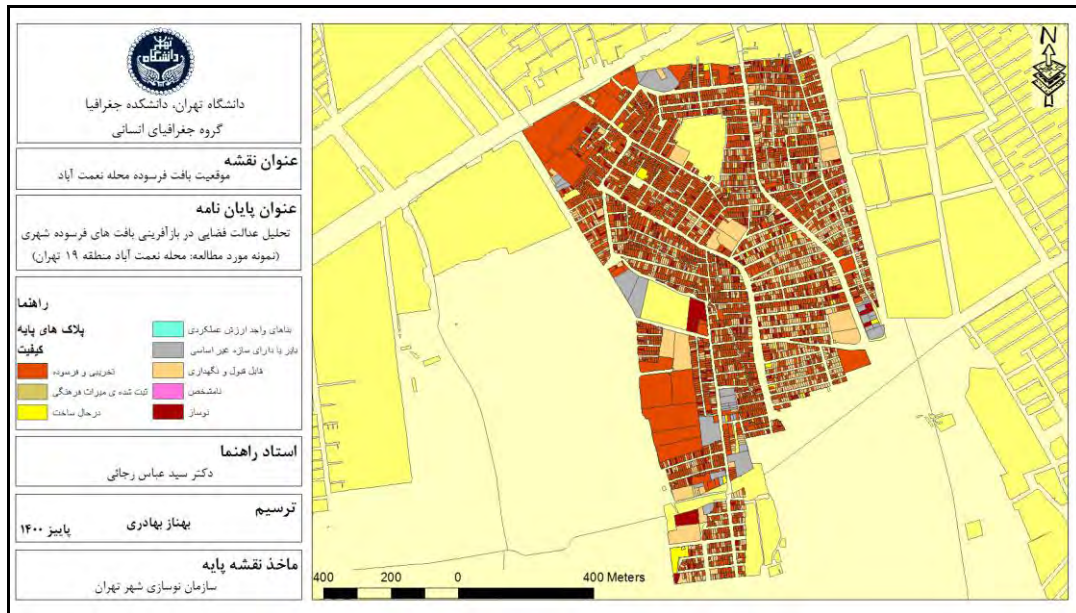 دانشگاه تهران
دانشگاه تهران، دانشکده جغرافیا
گروه جغرافیای انسانی
عنوان نقشه
موقعیت بافت فرسوده محله نعمت آباد
عنوان پایان نامه
تحلیل عدالت فضایی در بازآفرینی بافت های فرسوده شهری
(نمونه مورد مطالعه: محله نعمت آباد منطقه ۱۹ تهران)
راهنما
پلاک های پایه
کیفیت
تخریبی و فرسوده
ثبت شده ی میراث فرهنگی
درحال ساخت
بناهای واجد ارزش عملکردی
بایر یا دارای سازه غیر اساسی
قابل قبول و نگهداری
نامشخص
نوساز
استاد راهنما
دکتر سید عباس رجائی
ترسیم
بهناز بهادری
پاییز ۱۴۰۰
ماخذ نقشه پایه
سازمان نوسازی شهر تهران
N
400 200 0 400 Meters